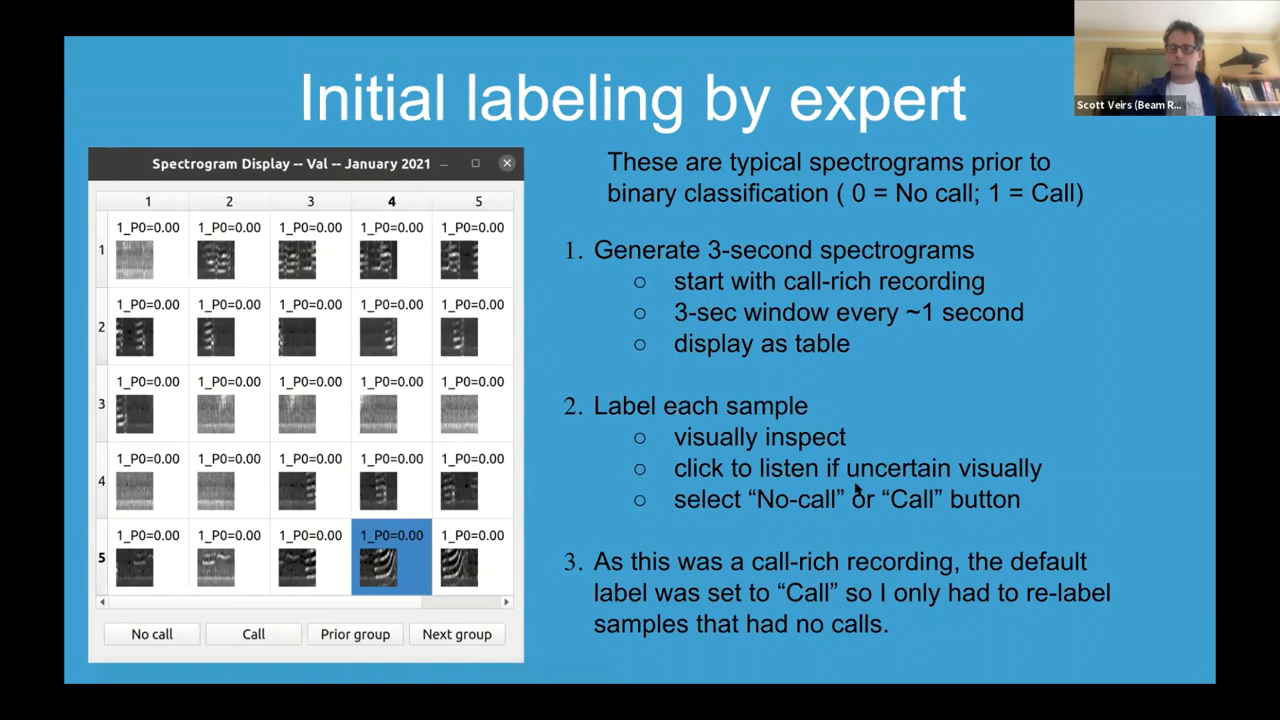 Initial labeling by expert
Scott Veirs (Beam R...
Spectrogram Display -- Val -- January 2021
1 2 3 4 5
1 1_P0=0.00 1_P0=0.00 1_P0=0.00 1_P0=0.00 1_P0=0.00
2 1_P0=0.00 1_P0=0.00 1_P0=0.00 1_P0=0.00 1_P0=0.00
3 1_P0=0.00 1_P0=0.00 1_P0=0.00 1_P0=0.00 1_P0=0.00
4 1_P0=0.00 1_P0=0.00 1_P0=0.00 1_P0=0.00 1_P0=0.00
5 1_P0=0.00 1_P0=0.00 1_P0=0.00 1_P0=0.00 1_P0=0.00
No call Call Prior group Next group
These are typical spectrograms prior to
binary classification ( 0 = No call; 1 = Call)
1. Generate 3-second spectrograms
○ start with call-rich recording
○ 3-sec window every ~1 second
○ display as table
2. Label each sample
○ visually inspect
○ click to listen if uncertain visually
○ select “No-call” or “Call” button
3. As this was a call-rich recording, the default
label was set to “Call” so I only had to re-label
samples that had no calls.